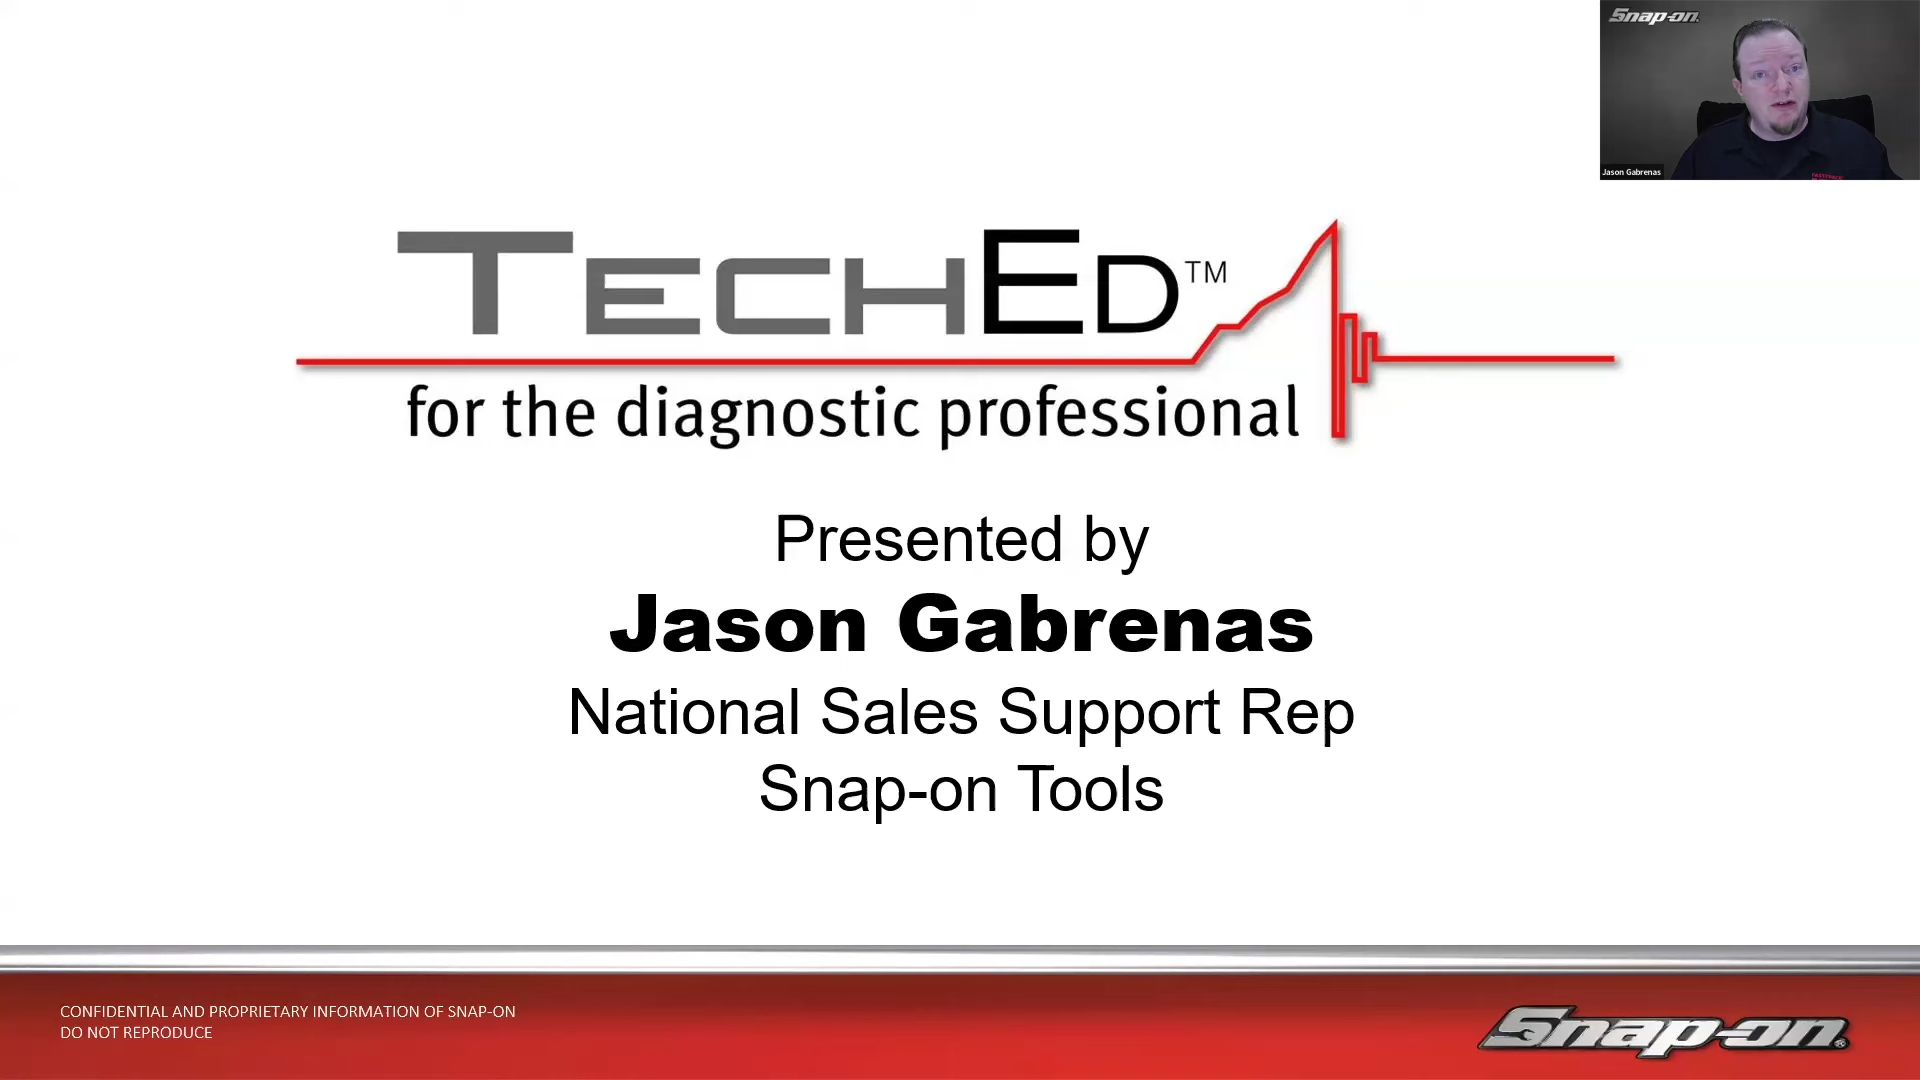 Snap-on
Jason Gabrenas
TECHED™
for the diagnostic professional
Presented by
Jason Gabrenas
National Sales Support Rep
Snap-on Tools
CONFIDENTIAL AND PROPRIETARY INFORMATION OF SNAP-ON
DO NOT REPRODUCE
Snap-on®